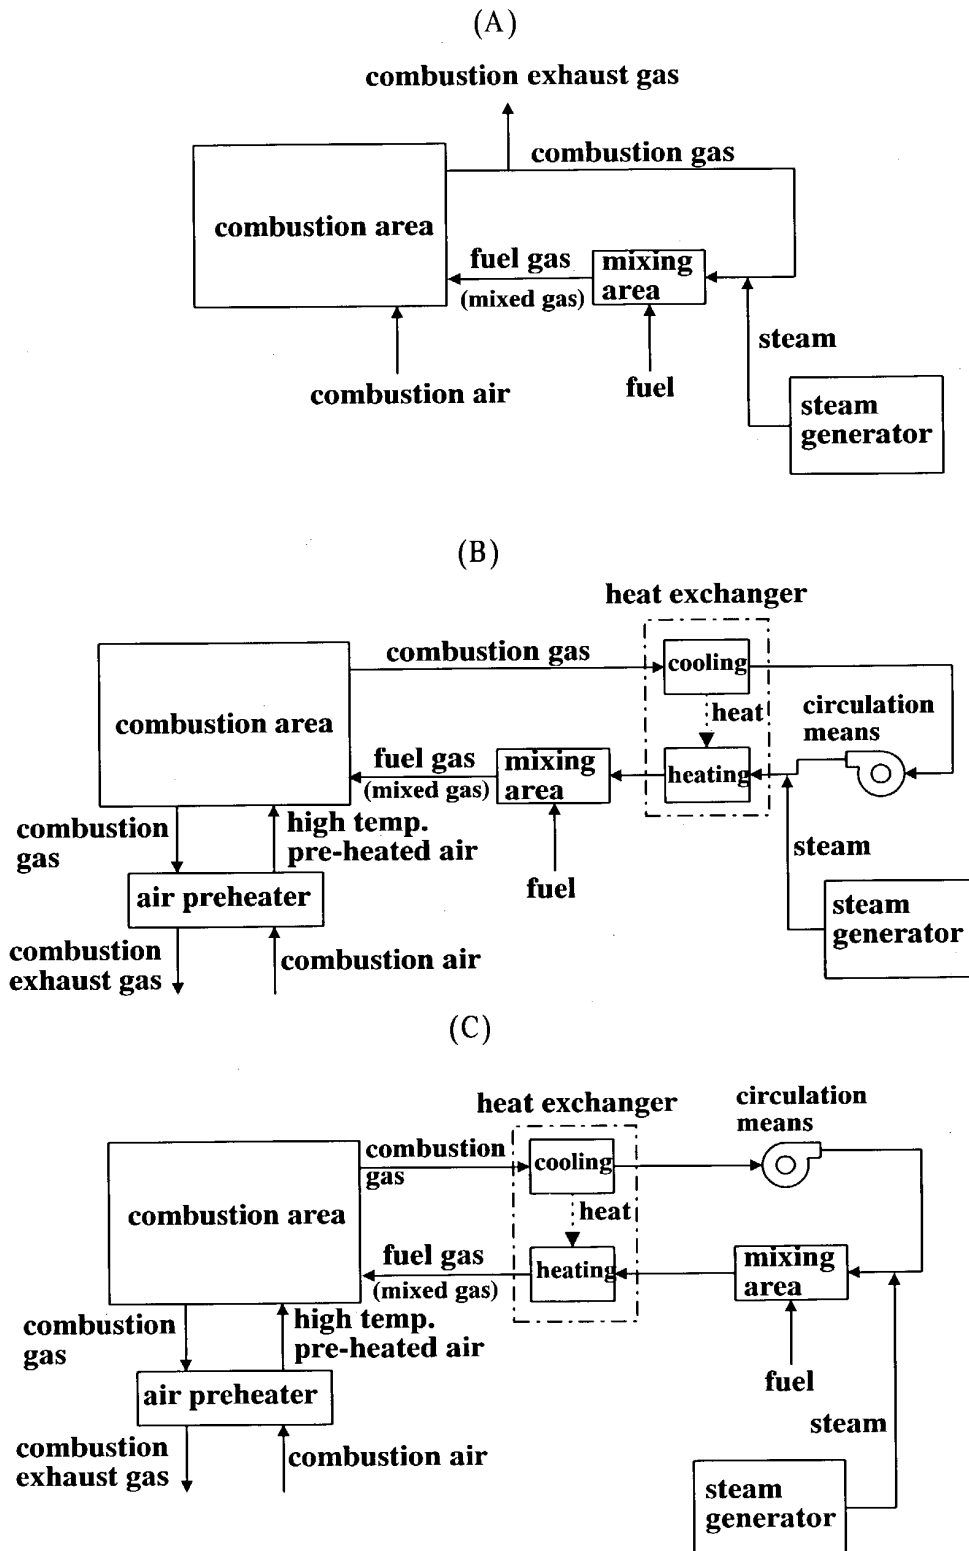 (A)
combustion exhaust gas
combustion gas
combustion area
fuel gas
(mixed gas)
mixing
area
steam
combustion air
fuel
steam
generator
(B)
heat exchanger
combustion gas
cooling
circulation
means
heat
combustion area
fuel gas
(mixed gas)
mixing
area
heating
combustion
gas
high temp.
pre-heated air
steam
fuel
air preheater
steam
generator
combustion
exhaust gas
combustion air
(C)
circulation
means
heat exchanger
combustion
gas
cooling
combustion area
heat
fuel gas
(mixed gas)
heating
mixing
area
combustion
gas
high temp.
pre-heated air
fuel
air preheater
steam
combustion
exhaust gas
combustion air
steam
generator